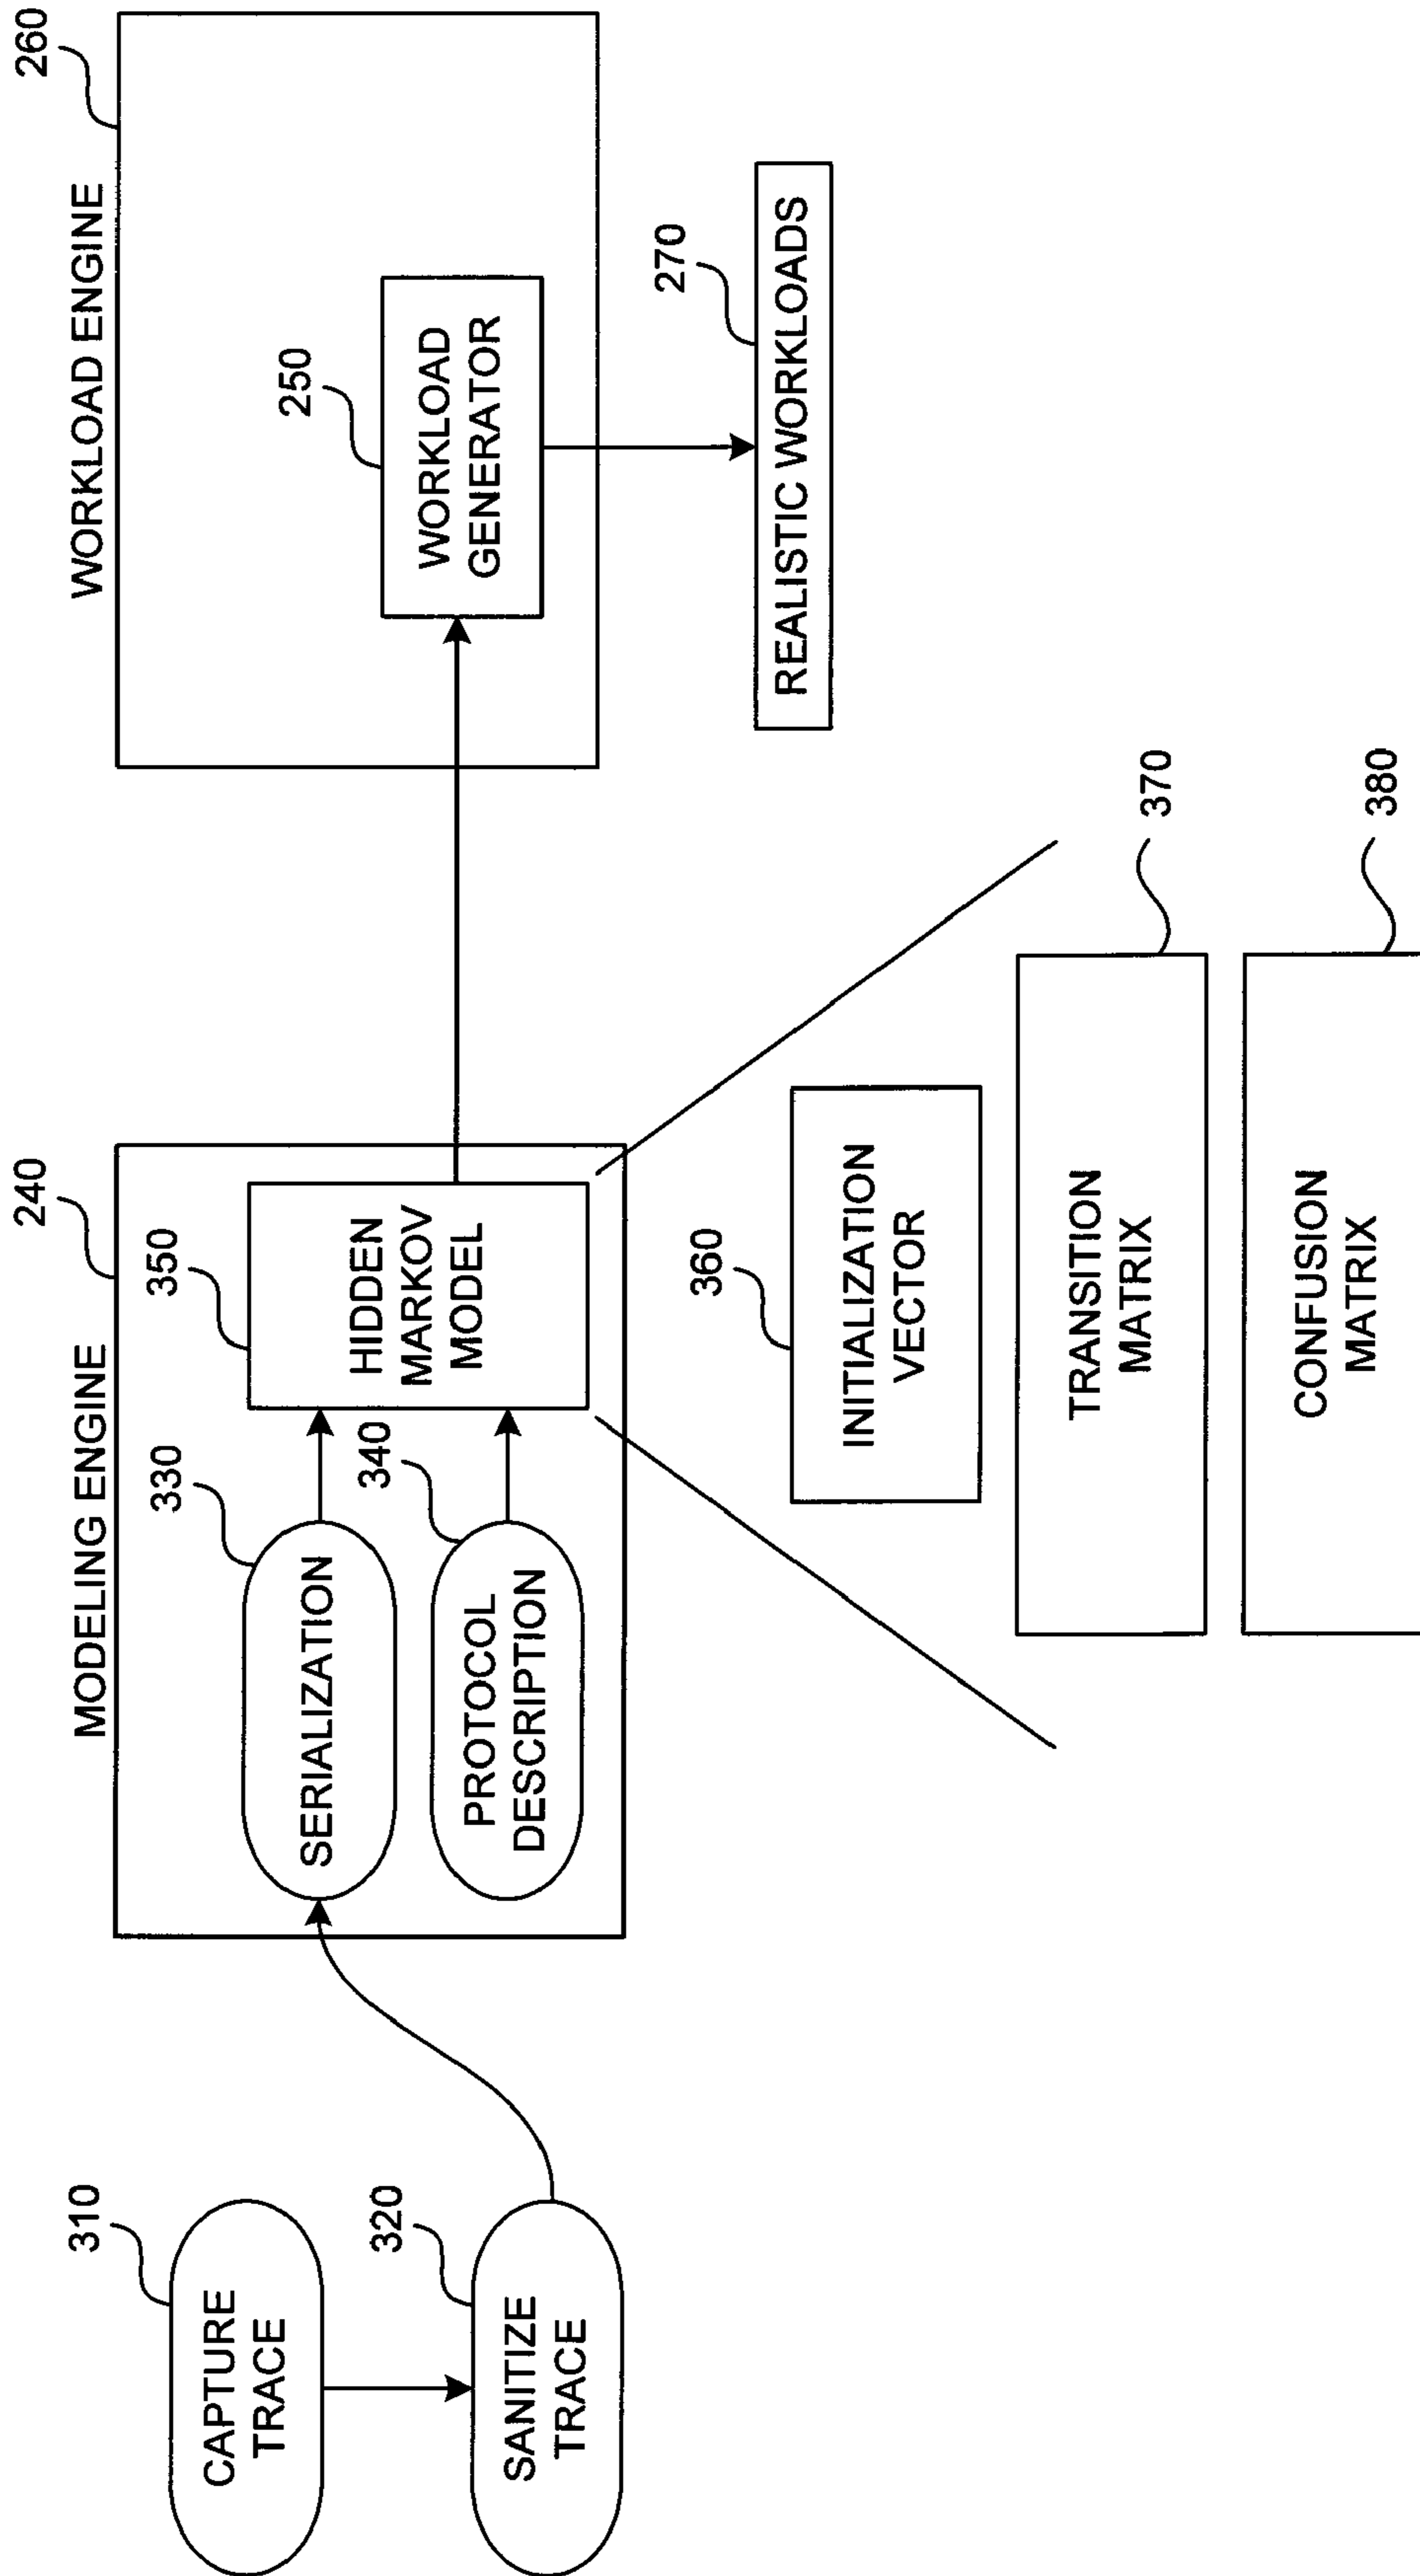 310
CAPTURE
TRACE
320
SANITIZE
TRACE
MODELING ENGINE
240
330
SERIALIZATION
340
PROTOCOL
DESCRIPTION
350
HIDDEN
MARKOV
MODEL
360
INITIALIZATION
VECTOR
TRANSITION
MATRIX
370
CONFUSION
MATRIX
380
WORKLOAD ENGINE
260
250
WORKLOAD
GENERATOR
270
REALISTIC WORKLOADS